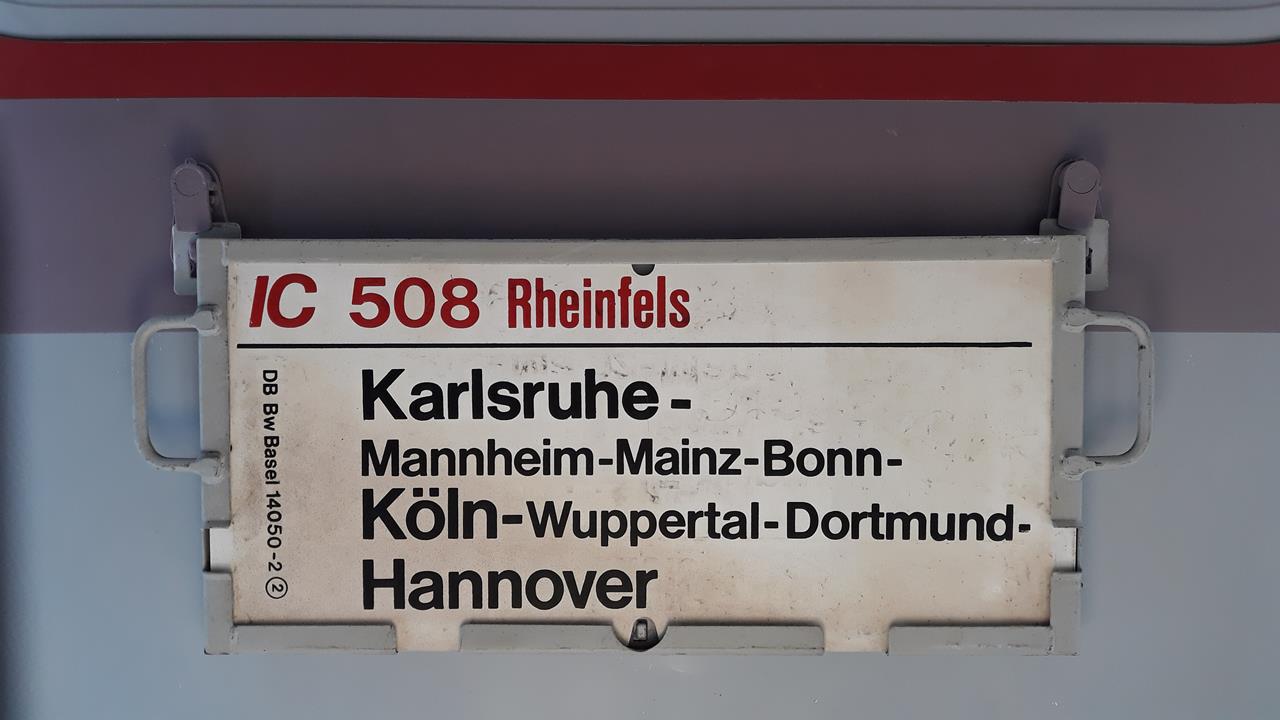 IC 508 Rheinfels
DB Bw Basel 14050-2 ②
Karlsruhe -
Mannheim-Mainz-Bonn-
Köln-Wuppertal-Dortmund-
Hannover